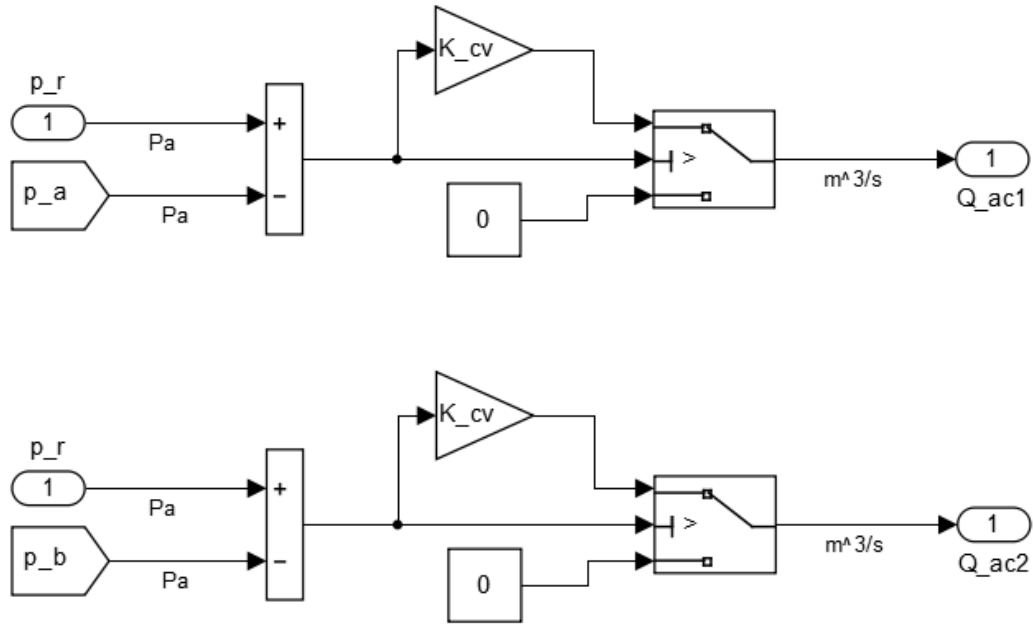 K_cv
p_r
1
+
Pa
>
1
p_a
−
m^3/s
Pa
0
Q_ac1
K_cv
p_r
1
+
Pa
>
1
p_b
−
m^3/s
Pa
0
Q_ac2